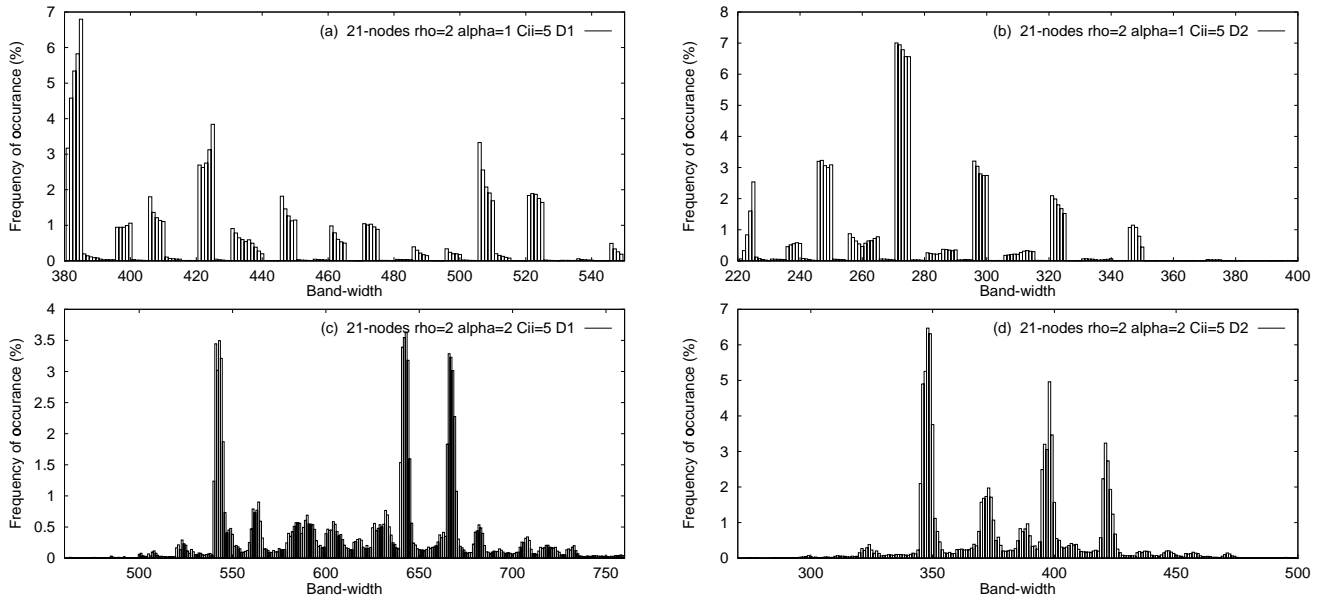 (a) 21-nodes rho=2 alpha=1 Cii=5 D1
Frequency of occurance (%)
7
6
5
4
3
2
1
0
380 400 420 440 460 480 500 520 540
Band-width
(b) 21-nodes rho=2 alpha=1 Cii=5 D2
Frequency of occurance (%)
8
7
6
5
4
3
2
1
0
220 240 260 280 300 320 340 360 380 400
Band-width
(c) 21-nodes rho=2 alpha=2 Cii=5 D1
Frequency of occurance (%)
4
3.5
3
2.5
2
1.5
1
0.5
0
500 550 600 650 700 750
Band-width
(d) 21-nodes rho=2 alpha=2 Cii=5 D2
Frequency of occurance (%)
7
6
5
4
3
2
1
0
300 350 400 450 500
Band-width